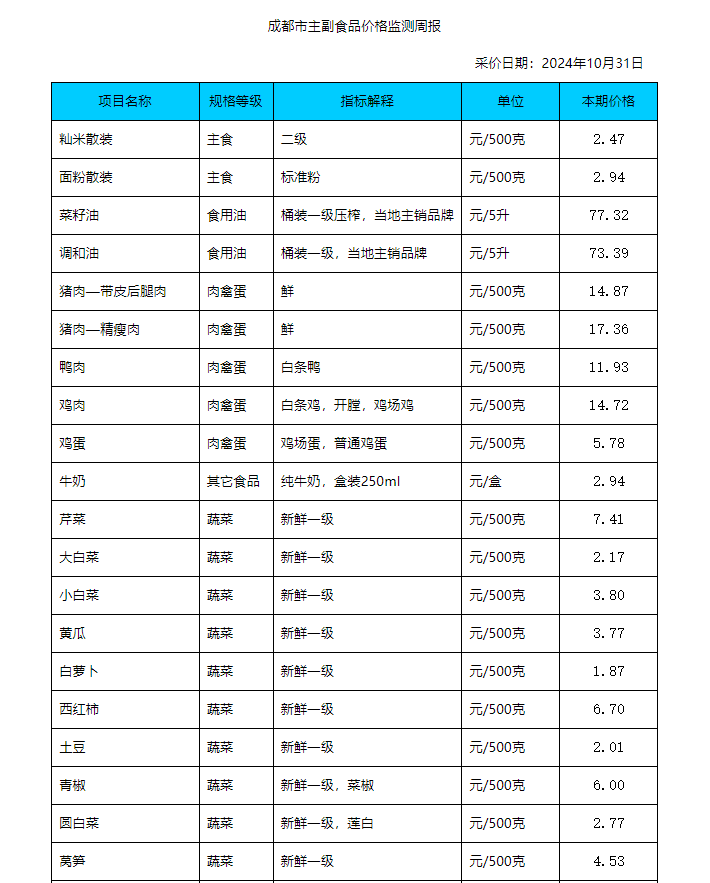 成都市主副食品价格监测周报
采价日期：2024年10月31日
项目名称 规格等级 指标解释 单位 本期价格
籼米散装 主食 二级 元/500克 2.47
面粉散装 主食 标准粉 元/500克 2.94
菜籽油 食用油 桶装一级压榨，当地主销品牌 元/5升 77.32
调和油 食用油 桶装一级，当地主销品牌 元/5升 73.39
猪肉—带皮后腿肉 肉禽蛋 鲜 元/500克 14.87
猪肉—精瘦肉 肉禽蛋 鲜 元/500克 17.36
鸭肉 肉禽蛋 白条鸭 元/500克 11.93
鸡肉 肉禽蛋 白条鸡，开膛，鸡场鸡 元/500克 14.72
鸡蛋 肉禽蛋 鸡场蛋，普通鸡蛋 元/500克 5.78
牛奶 其它食品 纯牛奶，盒装250ml 元/盒 2.94
芹菜 蔬菜 新鲜一级 元/500克 7.41
大白菜 蔬菜 新鲜一级 元/500克 2.17
小白菜 蔬菜 新鲜一级 元/500克 3.80
黄瓜 蔬菜 新鲜一级 元/500克 3.77
白萝卜 蔬菜 新鲜一级 元/500克 1.87
西红柿 蔬菜 新鲜一级 元/500克 6.70
土豆 蔬菜 新鲜一级 元/500克 2.01
青椒 蔬菜 新鲜一级，菜椒 元/500克 6.00
圆白菜 蔬菜 新鲜一级，莲白 元/500克 2.77
莴笋 蔬菜 新鲜一级 元/500克 4.53